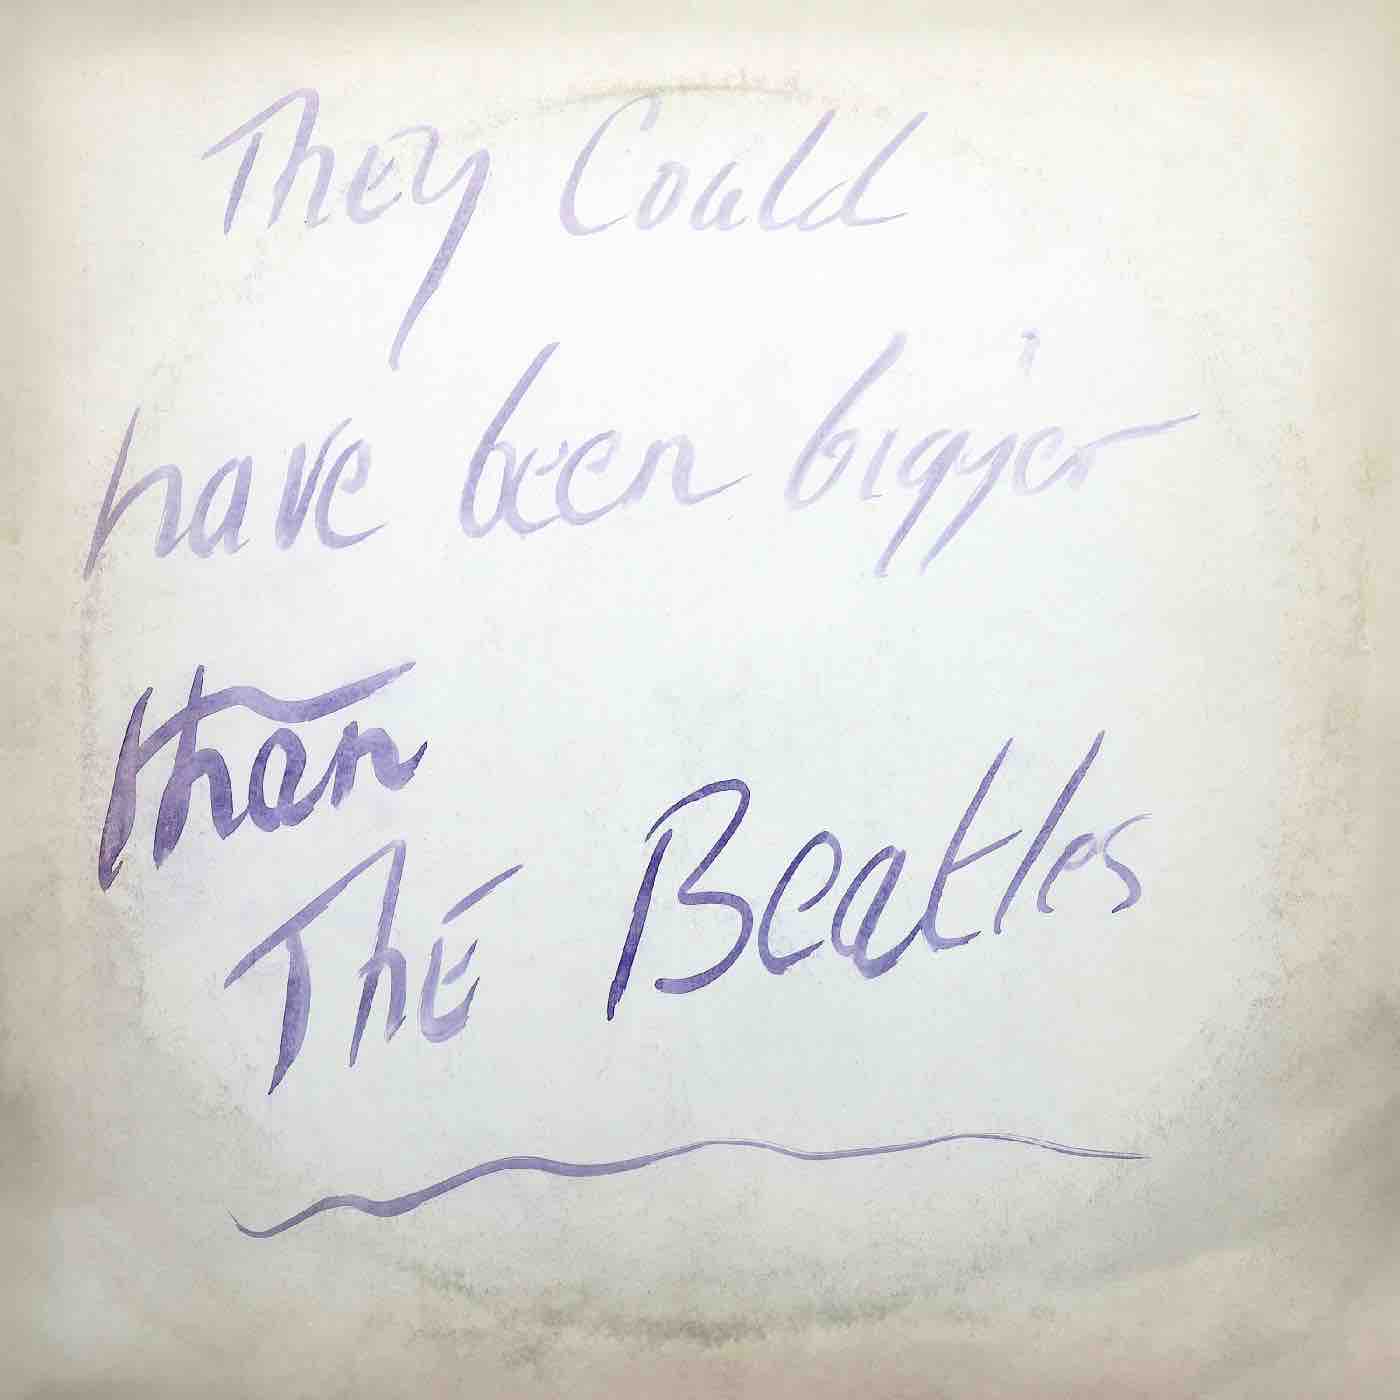 They Could
have been bigger
than
The Beatles